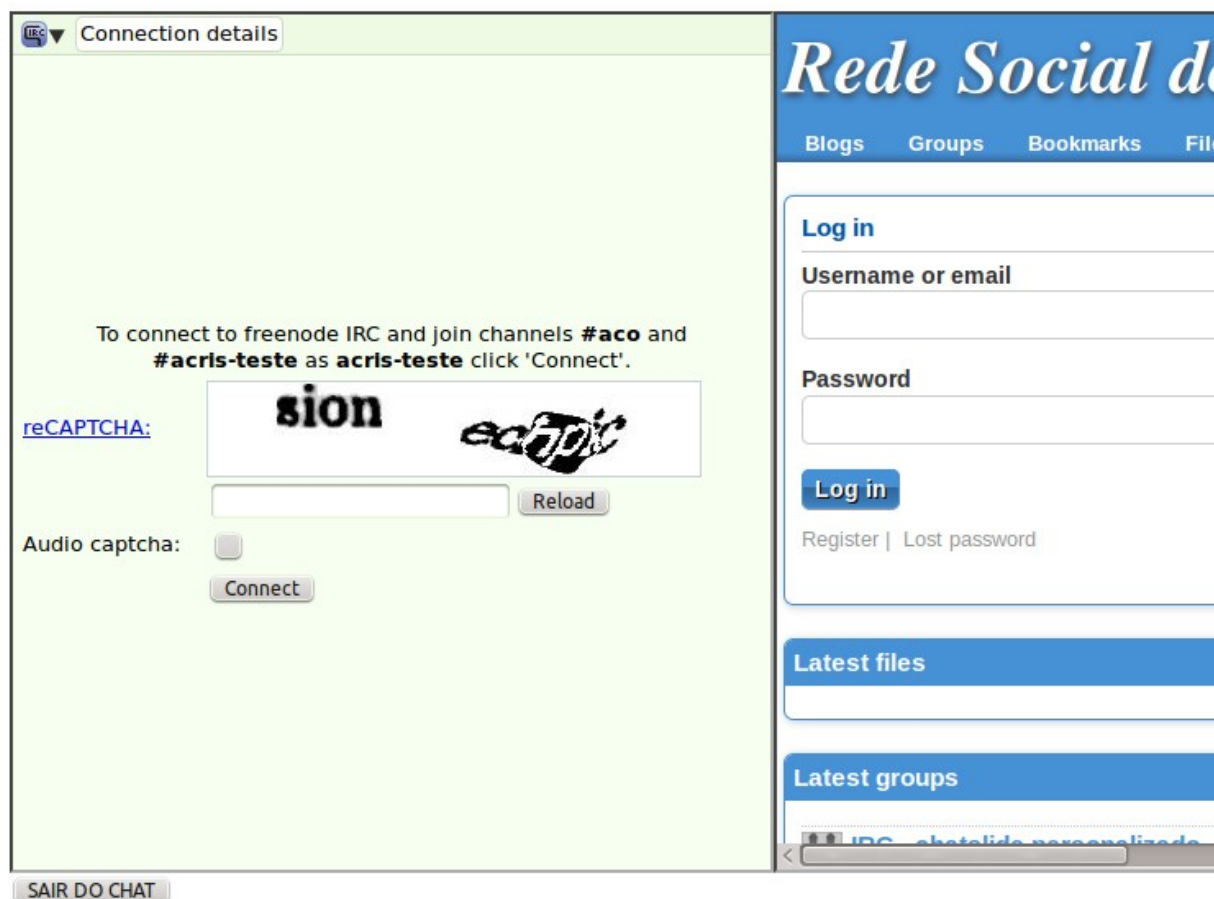 Connection details
To connect to freenode IRC and join channels #aco and
#acris-teste as acris-teste click 'Connect'.
reCAPTCHA:
sion
Reload
Audio captcha:
Connect
SAIR DO CHAT
Rede Social
Blogs Groups Bookmarks
Log in
Username or email
Password
Log in
Register | Lost password
Latest files
Latest groups